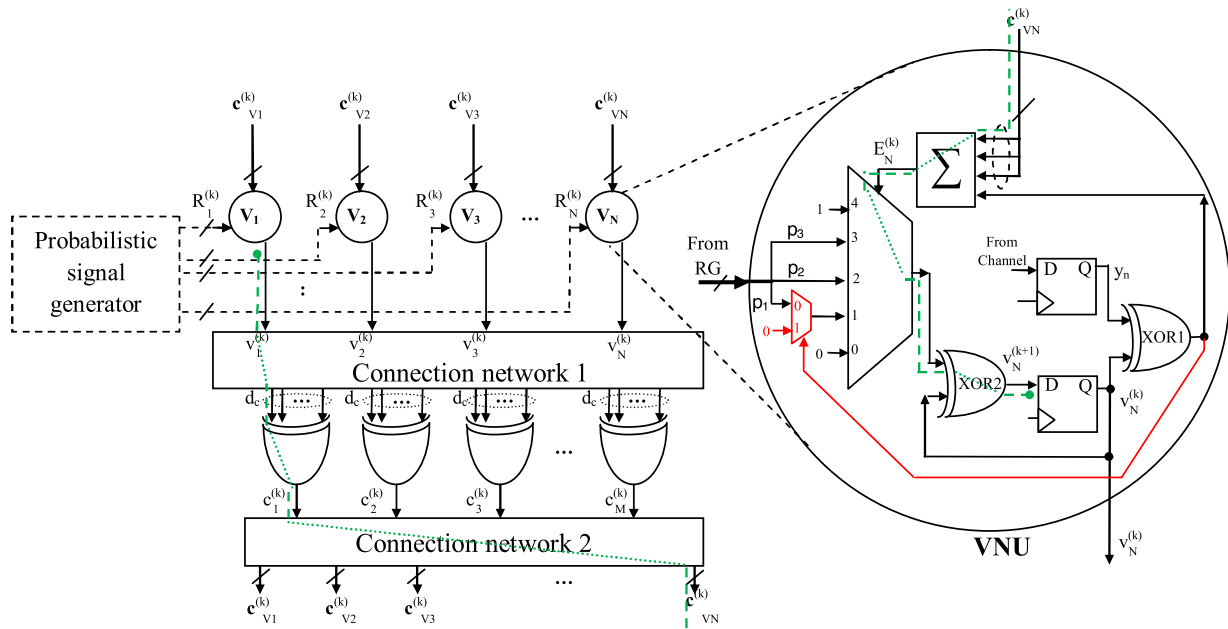 c(k)V1 c(k)V2 c(k)V3 c(k)VN
R(k)1 V1 R(k)2 V2 R(k)3 V3 ... R(k)N VN
Probabilistic
signal
generator
:
v(k)1 v(k)2 v(k)3 v(k)N
Connection network 1
dc ... dc ... dc ... dc ...
...
c(k)1 c(k)2 c(k)3 c(k)M
Connection network 2
...
c(k)V1 c(k)V2 c(k)V3 c(k)VN
c(k)VN
E(k)N
Σ
From
RG
p3
p2
p1
1 4
3
2
1
0 0
0
0 1
From
Channel
D Q
yn
XOR1
XOR2
v(k+1)N
D Q
v(k)N
v(k)N
VNU